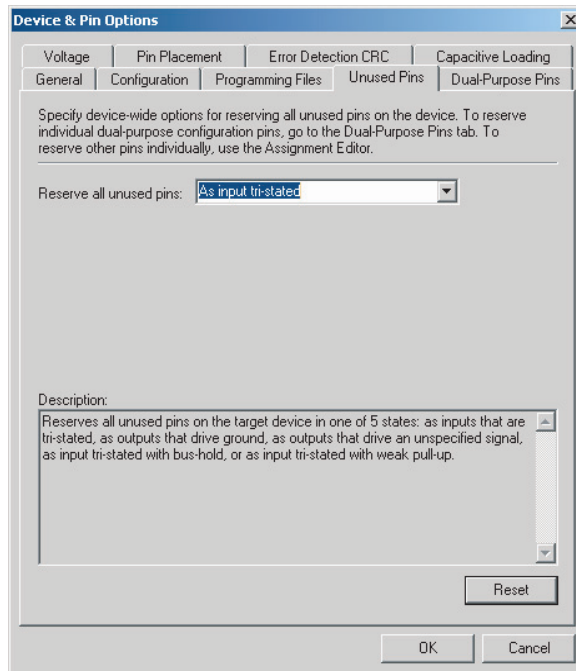 Device & Pin Options
Voltage Pin Placement Error Detection CRC Capacitive Loading
General Configuration Programming Files Unused Pins Dual-Purpose Pins
Specify device-wide options for reserving all unused pins on the device. To reserve
individual dual-purpose configuration pins, go to the Dual-Purpose Pins tab. To
reserve other pins individually, use the Assignment Editor.
Reserve all unused pins: As input tri-stated
Description:
Reserves all unused pins on the target device in one of 5 states: as inputs that are
tri-stated, as outputs that drive ground, as outputs that drive an unspecified signal,
as input tri-stated with bus-hold, or as input tri-stated with weak pull-up.
Reset
OK Cancel